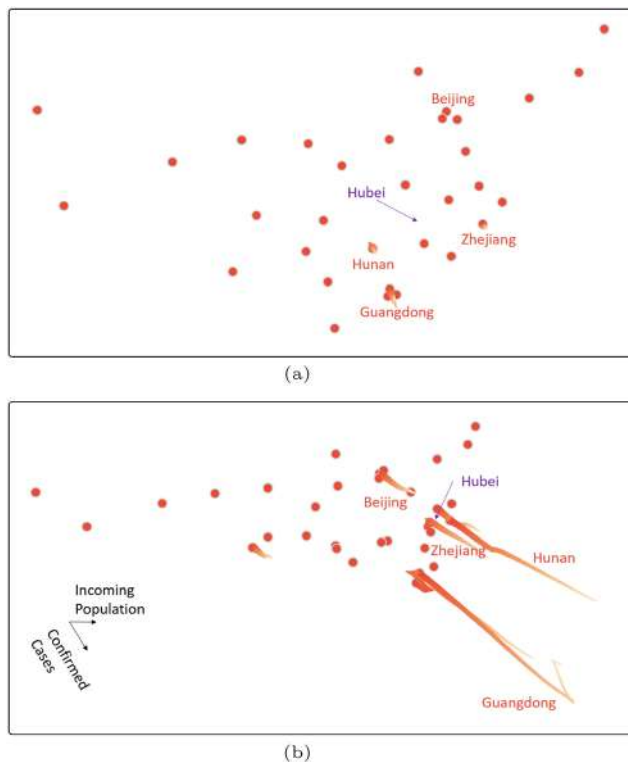 Beijing
Hubei
Zhejiang
Hunan
Guangdong
(a)
Hubei
Beijing
Zhejiang
Hunan
Incoming
Population
Confirmed
Cases
Guangdong
(b)